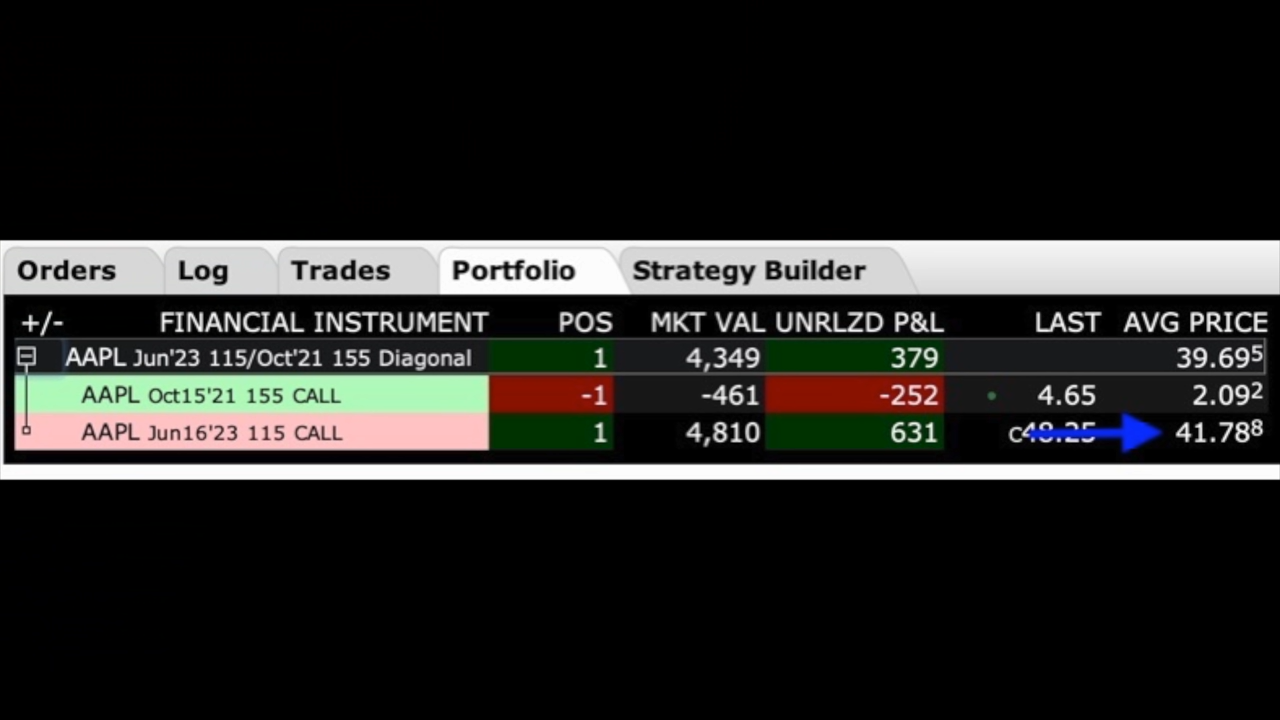 Orders Log Trades Portfolio Strategy Builder
+/- FINANCIAL INSTRUMENT POS MKT VAL UNRLZD P&L LAST AVG PRICE
AAPL Jun'23 115/Oct'21 155 Diagonal 1 4,349 379 39.69⁵
AAPL Oct15'21 155 CALL -1 -461 -252 4.65 2.09²
AAPL Jun16'23 115 CALL 1 4,810 631 C48.25 41.78⁸